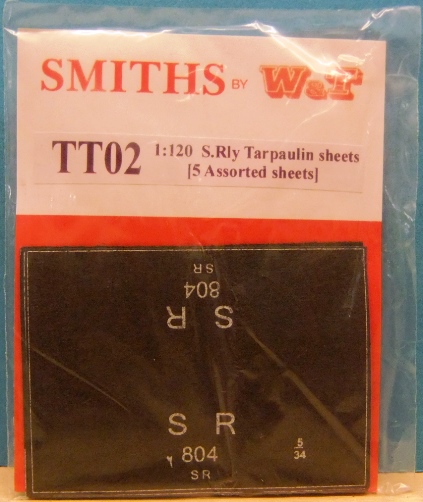 SMITHS BY W&T
TT02 1:120 S.Rly Tarpaulin sheets
[5 Assorted sheets]
SR
804
S R
S R
804
5
34
SR